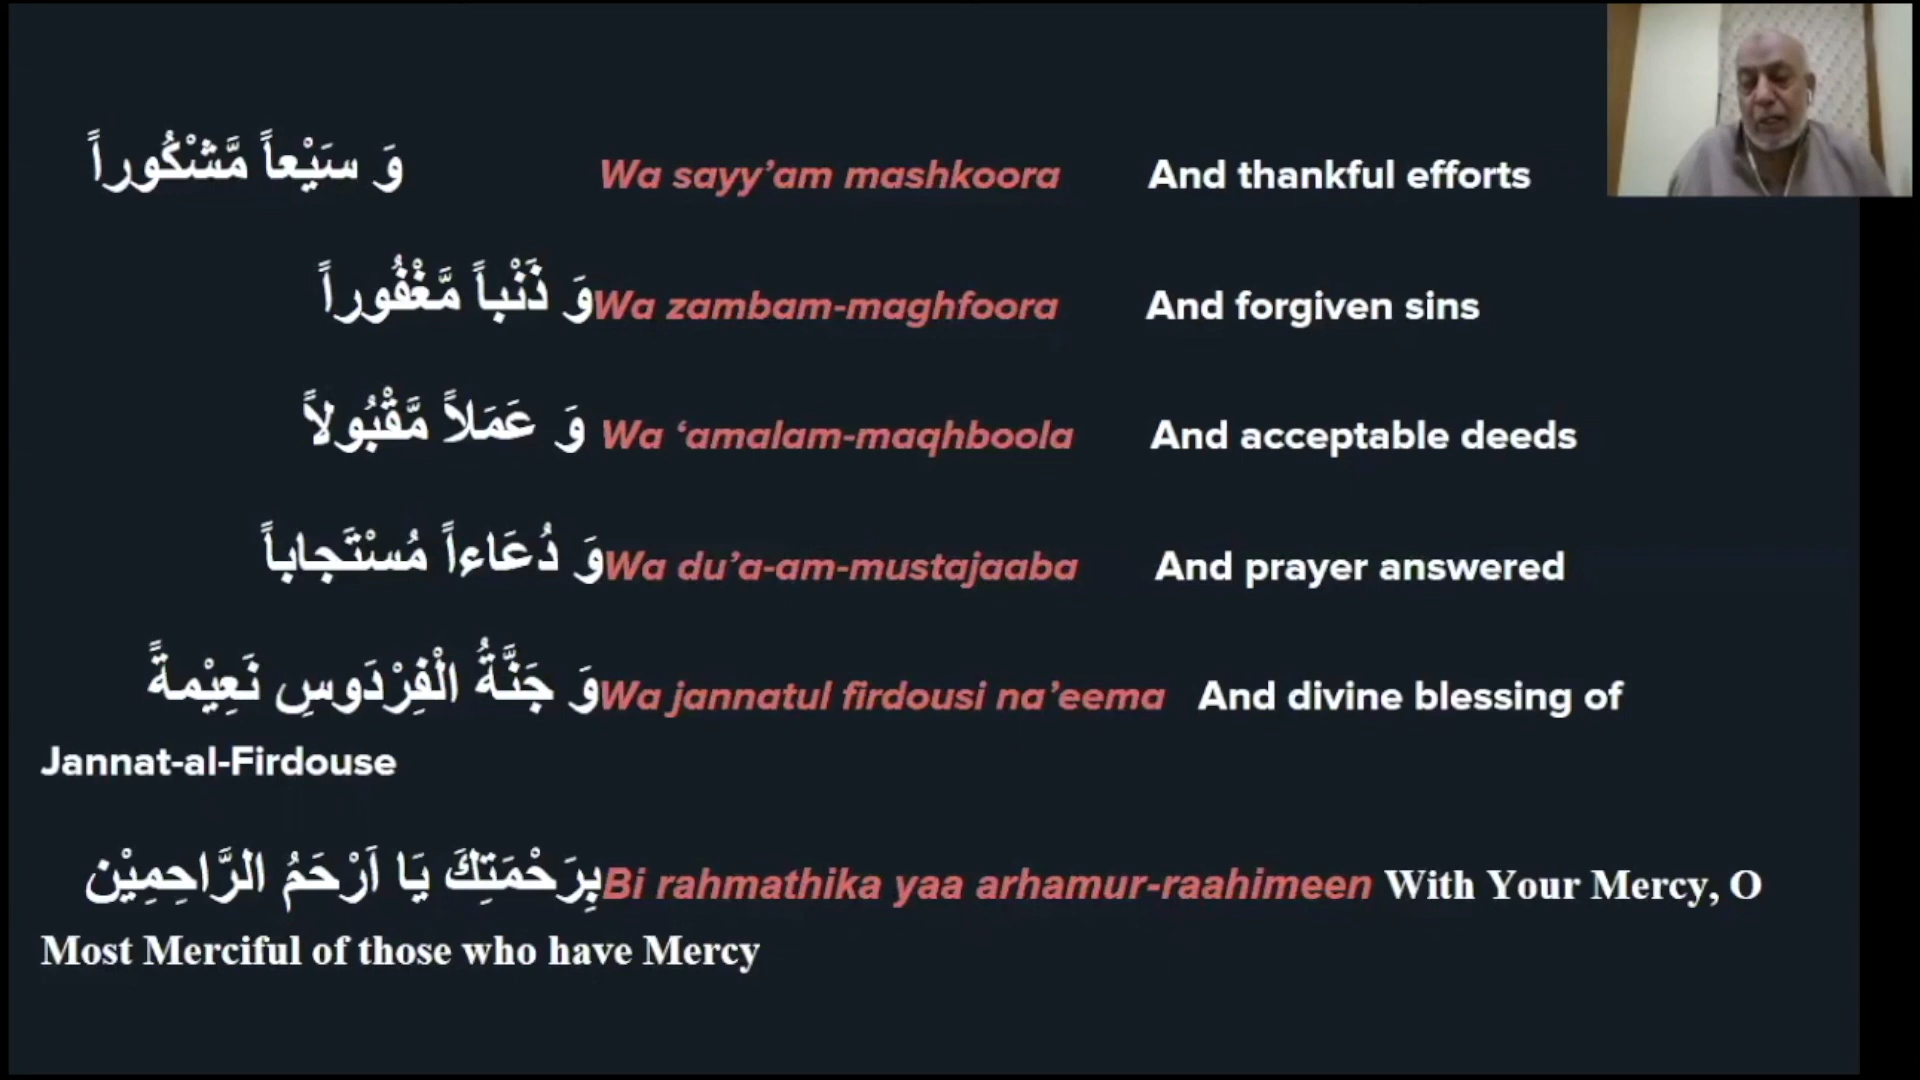 وَ سَيْعاً مَّشْكُوراً Wa sayy’am mashkoora And thankful efforts
وَ ذَنْباً مَّغْفُوراً Wa zambam-maghfoora And forgiven sins
وَ عَمَلاً مَّقْبُولاً Wa ‘amalam-maqhboola And acceptable deeds
وَ دُعَاءاً مُسْتَجاباً Wa du’a-am-mustajaaba And prayer answered
وَ جَنَّةُ الْفِرْدَوسِ نَعِيْمةً Wa jannatul firdousi na’eema And divine blessing of
Jannat-al-Firdouse
بِرَحْمَتِكَ يَا اَرْحَمُ الرَّاحِمِيْن Bi rahmathika yaa arhamur-raahimeen With Your Mercy, O
Most Merciful of those who have Mercy